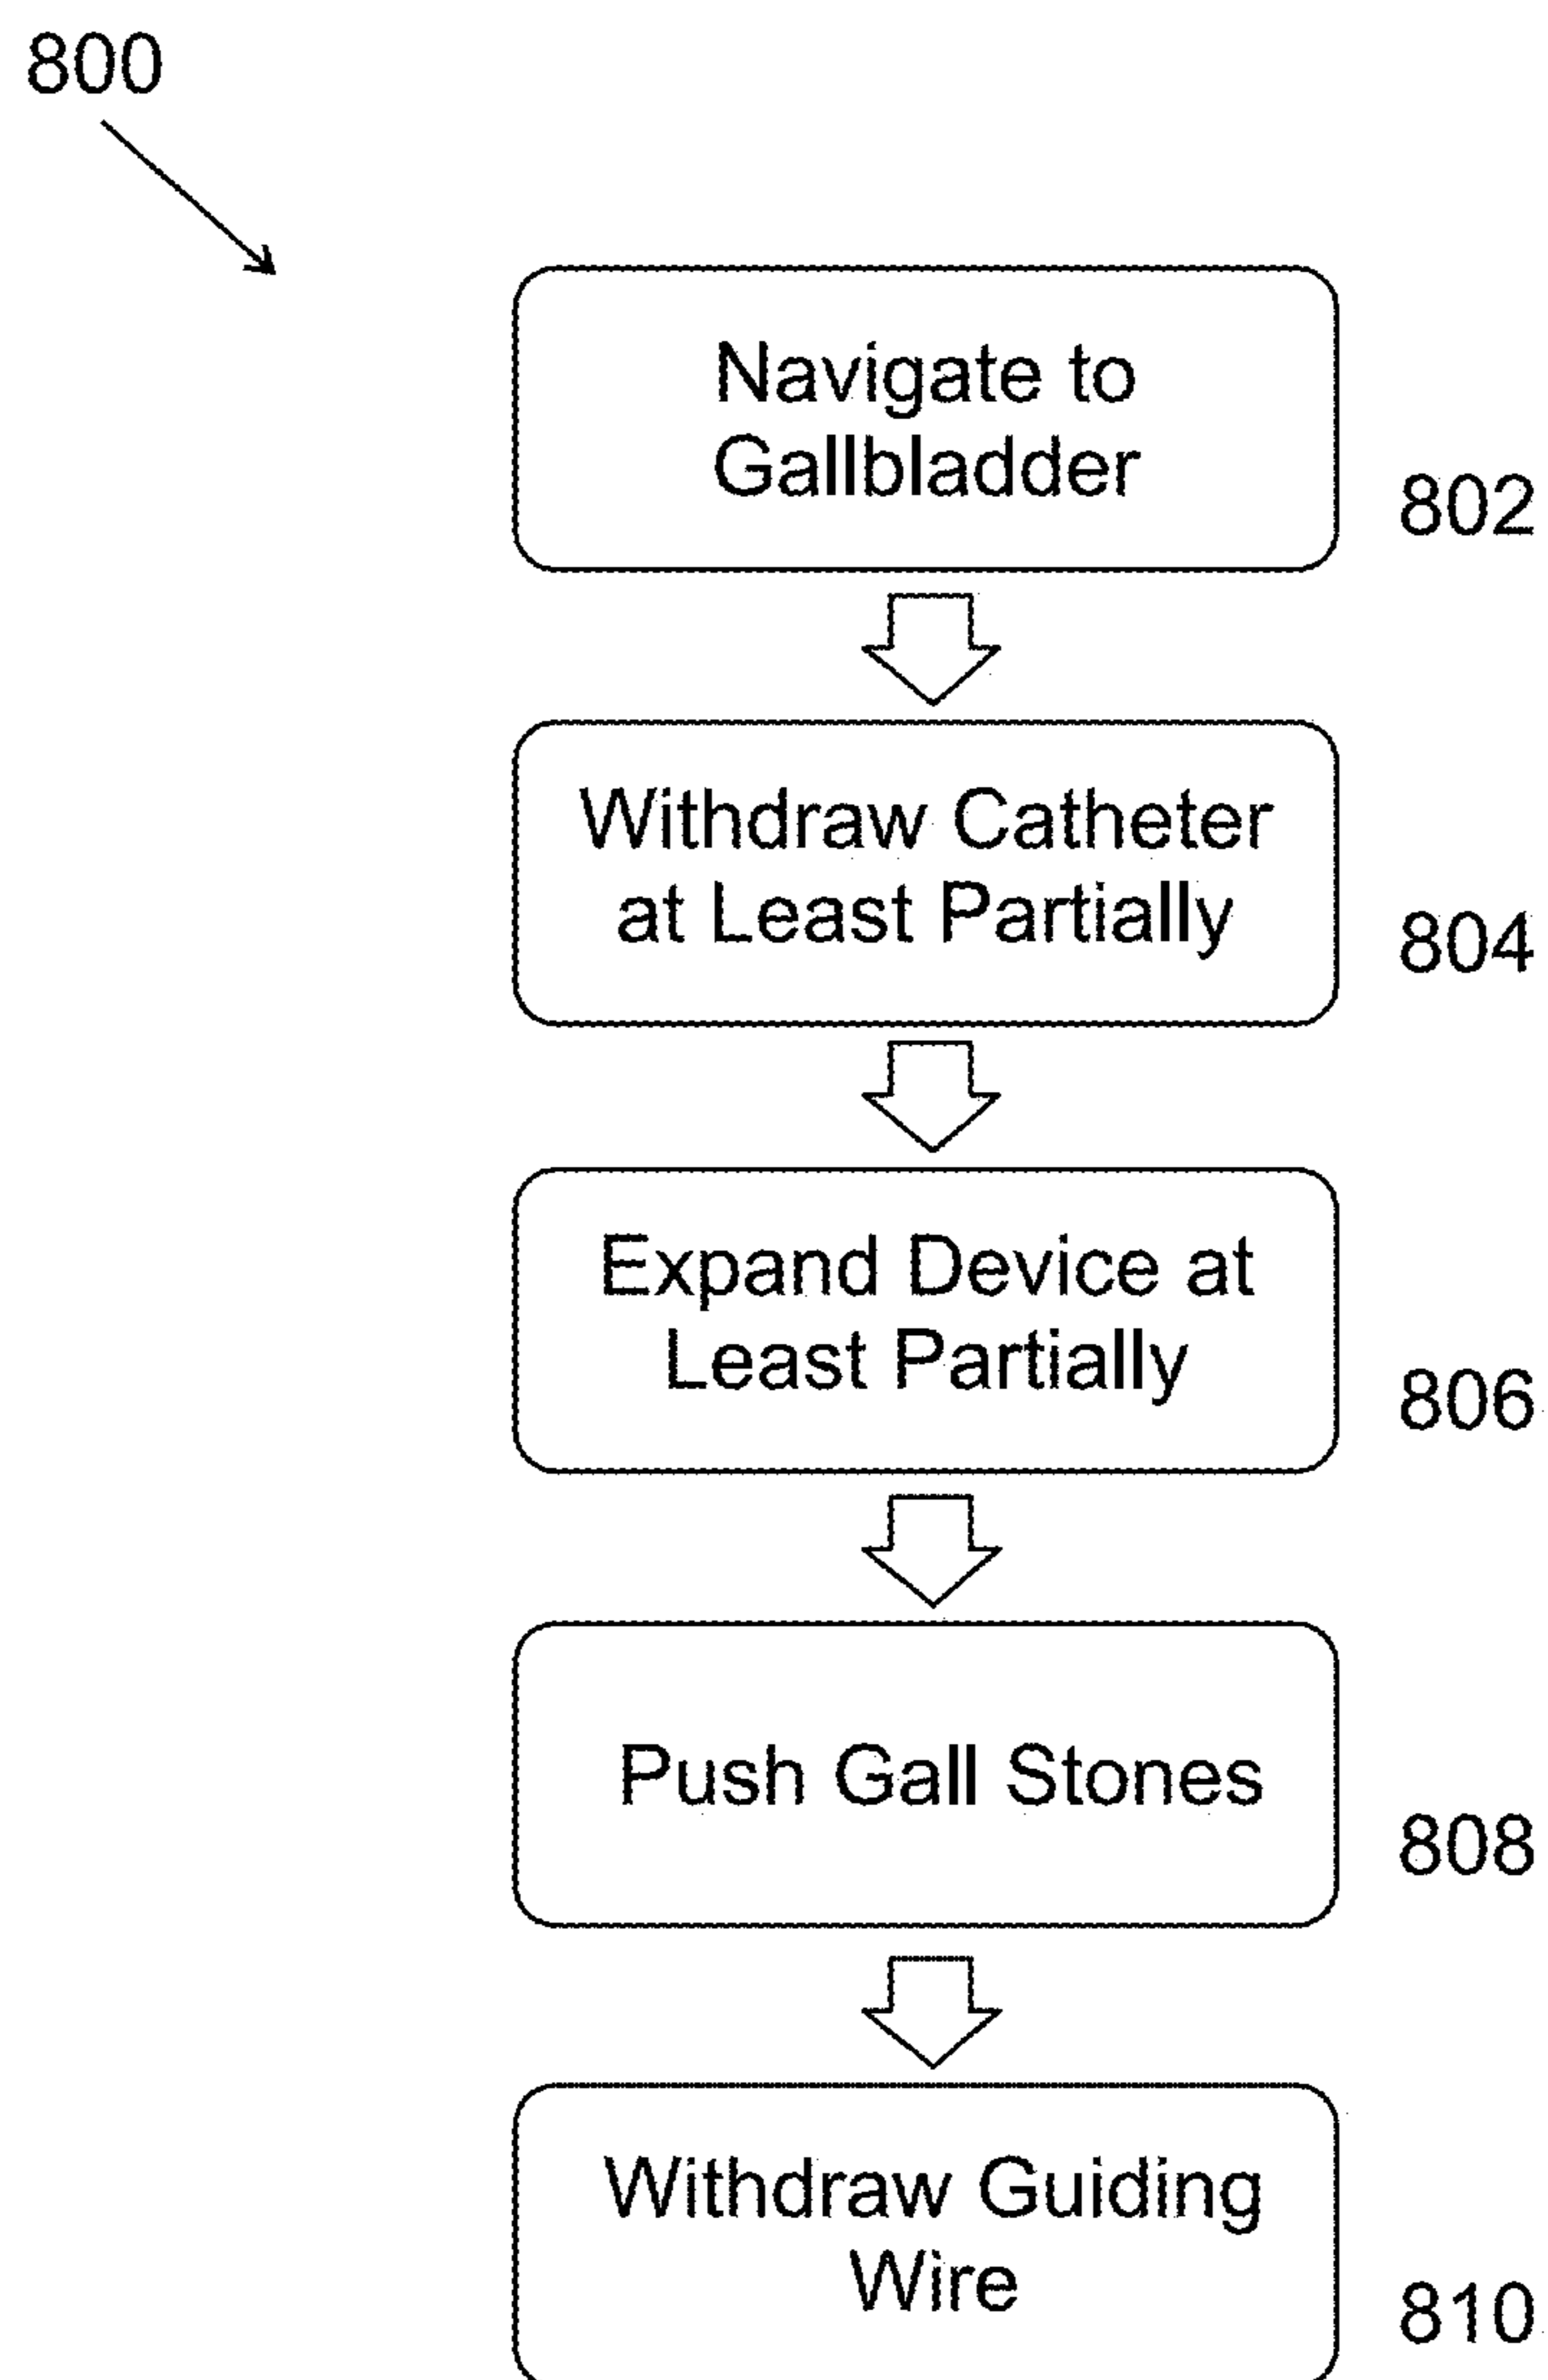 800
Navigate to
Gallbladder
802
Withdraw Catheter
at Least Partially
804
Expand Device at
Least Partially
806
Push Gall Stones
808
Withdraw Guiding
Wire
810